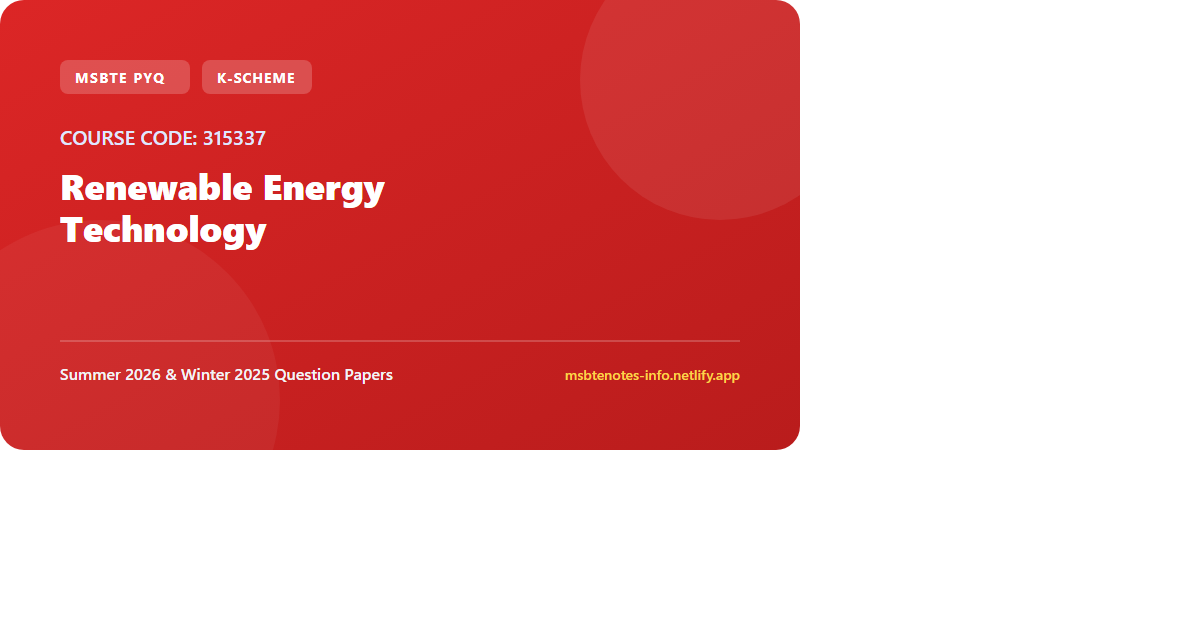 MSBTE PYQ
K-SCHEME
COURSE CODE: 315337
Renewable Energy
Technology
Summer 2026 & Winter 2025 Question Papers
msbtenotes-info.netlify.app